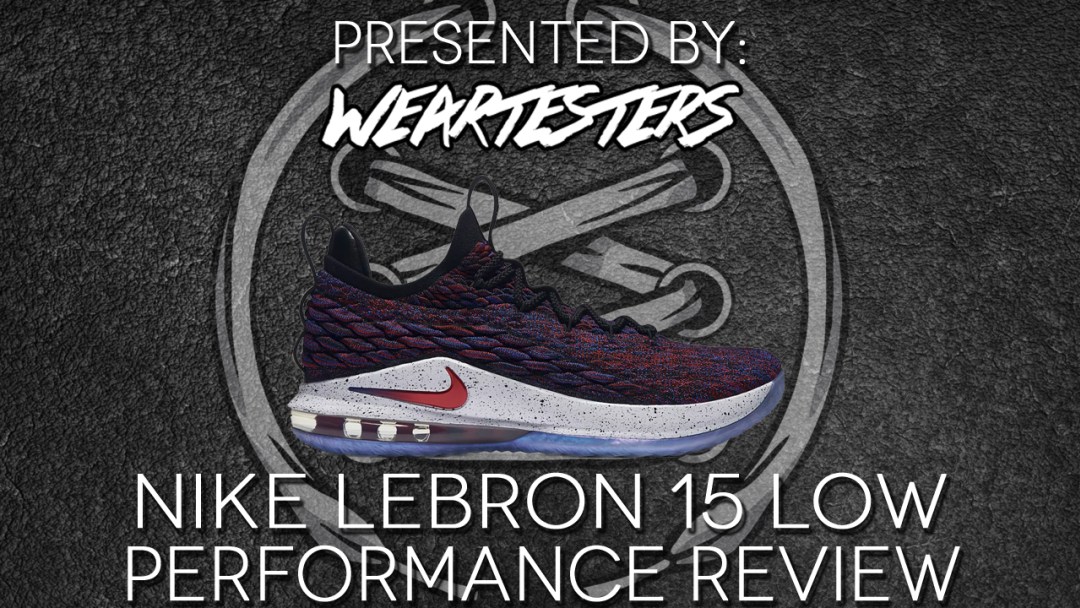 PRESENTED BY:
WEARTESTERS
NIKE LEBRON 15 LOW
PERFORMANCE REVIEW